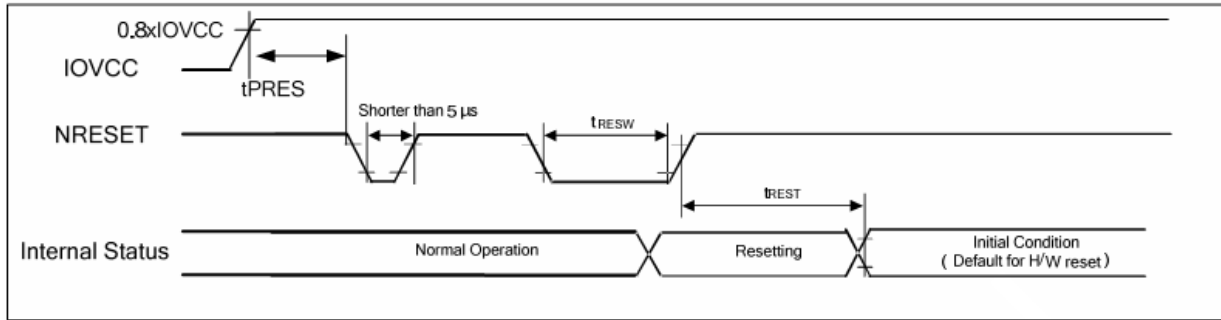 0.8xIOVCC
IOVCC
tPRES
Shorter than 5 µs
NRESET
tRESW
tREST
Internal Status
Normal Operation
Resetting
Initial Condition
( Default for H/W reset )